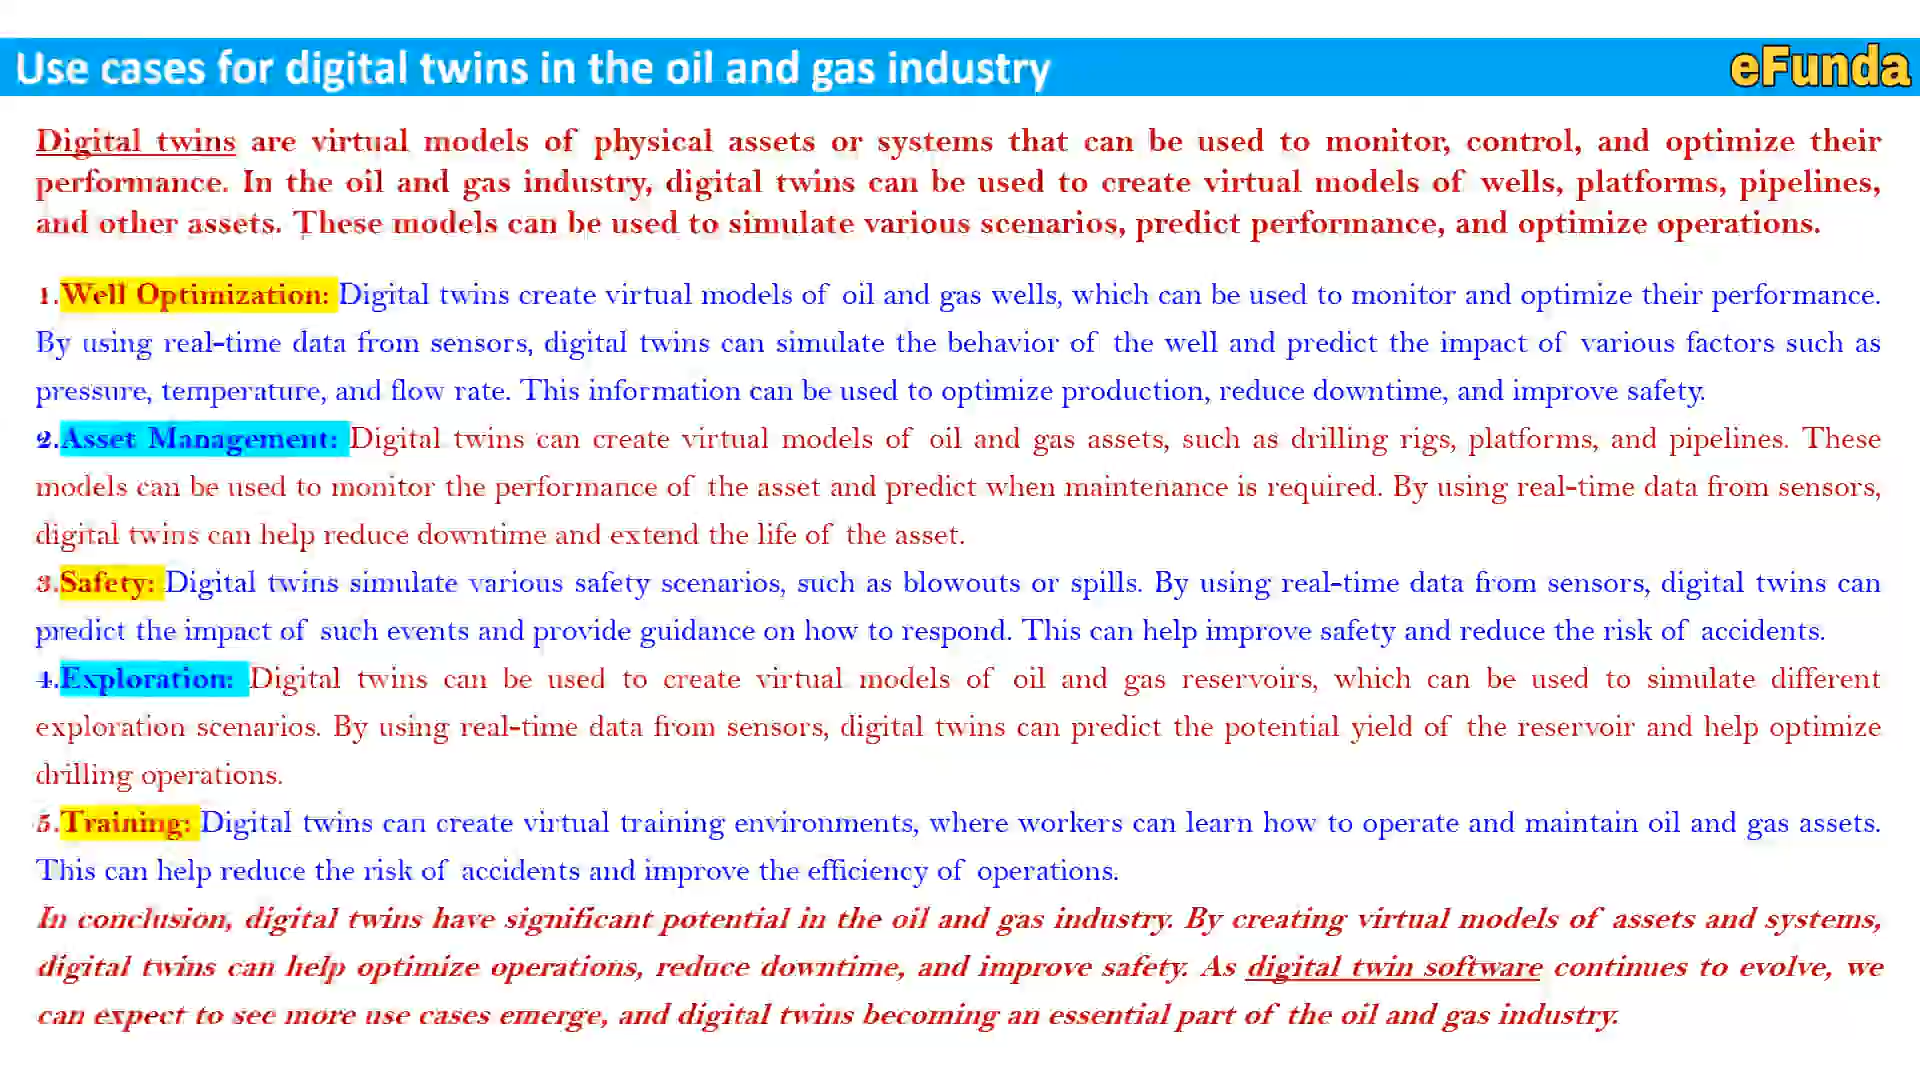 Use cases for digital twins in the oil and gas industry
eFunda
Digital twins are virtual models of physical assets or systems that can be used to monitor, control, and optimize their
performance. In the oil and gas industry, digital twins can be used to create virtual models of wells, platforms, pipelines,
and other assets. These models can be used to simulate various scenarios, predict performance, and optimize operations.
1.Well Optimization: Digital twins create virtual models of oil and gas wells, which can be used to monitor and optimize their performance.
By using real-time data from sensors, digital twins can simulate the behavior of the well and predict the impact of various factors such as
pressure, temperature, and flow rate. This information can be used to optimize production, reduce downtime, and improve safety.
2.Asset Management: Digital twins can create virtual models of oil and gas assets, such as drilling rigs, platforms, and pipelines. These
models can be used to monitor the performance of the asset and predict when maintenance is required. By using real-time data from sensors,
digital twins can help reduce downtime and extend the life of the asset.
3.Safety: Digital twins simulate various safety scenarios, such as blowouts or spills. By using real-time data from sensors, digital twins can
predict the impact of such events and provide guidance on how to respond. This can help improve safety and reduce the risk of accidents.
4.Exploration: Digital twins can be used to create virtual models of oil and gas reservoirs, which can be used to simulate different
exploration scenarios. By using real-time data from sensors, digital twins can predict the potential yield of the reservoir and help optimize
drilling operations.
5.Training: Digital twins can create virtual training environments, where workers can learn how to operate and maintain oil and gas assets.
This can help reduce the risk of accidents and improve the efficiency of operations.
In conclusion, digital twins have significant potential in the oil and gas industry. By creating virtual models of assets and systems,
digital twins can help optimize operations, reduce downtime, and improve safety. As digital twin software continues to evolve, we
can expect to see more use cases emerge, and digital twins becoming an essential part of the oil and gas industry.